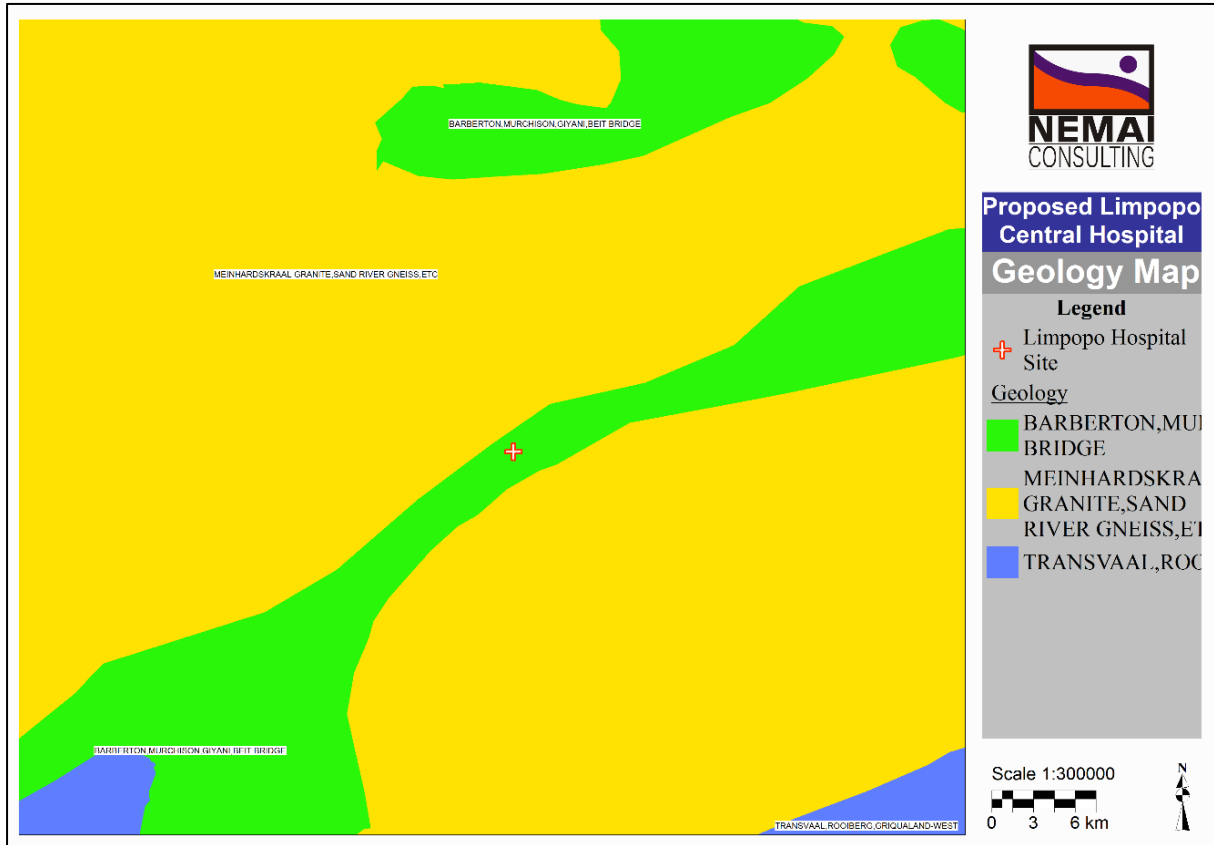 BARBERTON,MURCHISON,GIYANI,BEIT BRIDGE
MEINHARDSKRAAL GRANITE,SAND RIVER GNEISS,ETC
BARBERTON,MURCHISON,GIYANI,BEIT BRIDGE
TRANSVAAL,ROOIBERG,GRIQUALAND-WEST
NEMAI
CONSULTING
Proposed Limpopo
Central Hospital
Geology Map
Legend
Limpopo Hospital
Site
Geology
BARBERTON,MU
BRIDGE
MEINHARDSKRA
GRANITE,SAND
RIVER GNEISS,ET
TRANSVAAL,ROO
Scale 1:300000
0 3 6 km
N